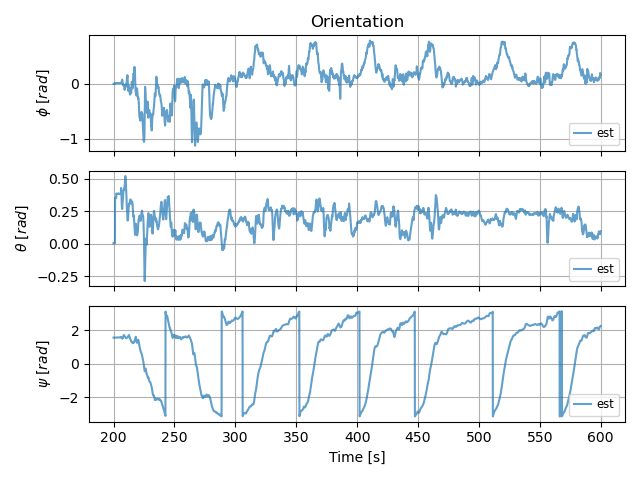 Orientation
ϕ [rad]
0
−1
est
θ [rad]
0.50
0.25
0.00
−0.25
est
ψ [rad]
2
0
−2
est
200 250 300 350 400 450 500 550 600
Time [s]